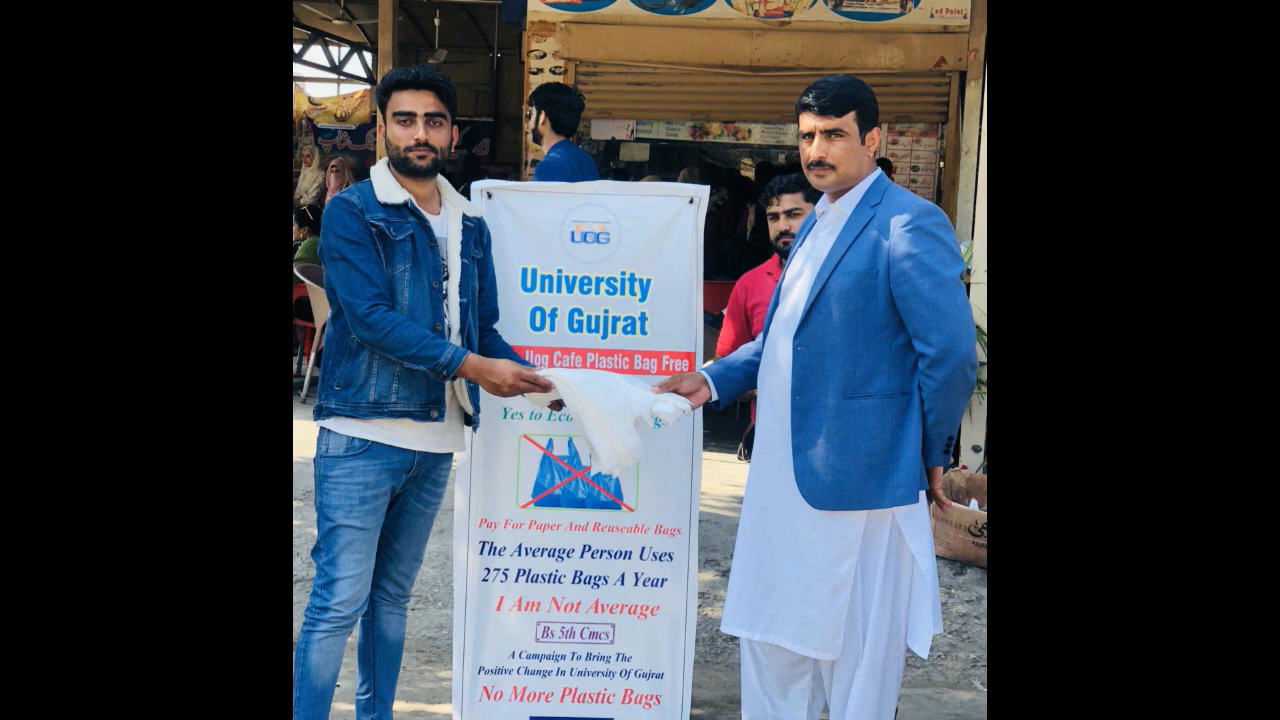 ed Point
UOG
University
Of Gujrat
Uog Cafe Plastic Bag Free
Yes to
Pay For Paper And Reuseable Bags
The Average Person Uses
275 Plastic Bags A Year
I Am Not Average
Bs 5th Cmcs
A Campaign To Bring The
Positive Change In University Of Gujrat
No More Plastic Bags